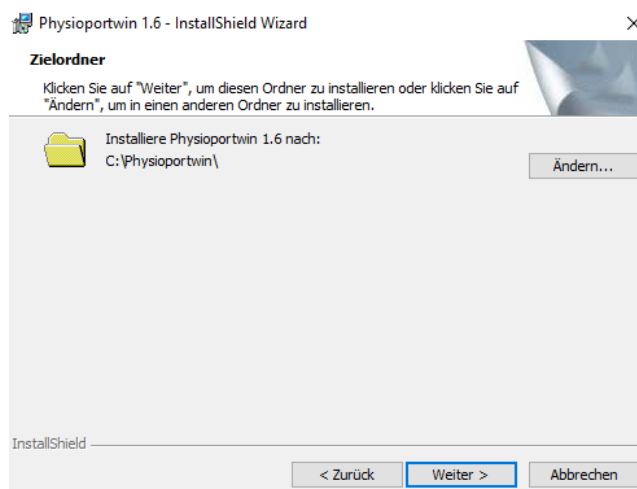 Physioportwin 1.6 - InstallShield Wizard
Zielordner
Klicken Sie auf "Weiter", um diesen Ordner zu installieren oder klicken Sie auf
"Ändern", um in einen anderen Ordner zu installieren.
Installiere Physioportwin 1.6 nach:
C:\Physioportwin\
Ändern...
InstallShield
< Zurück
Weiter >
Abbrechen